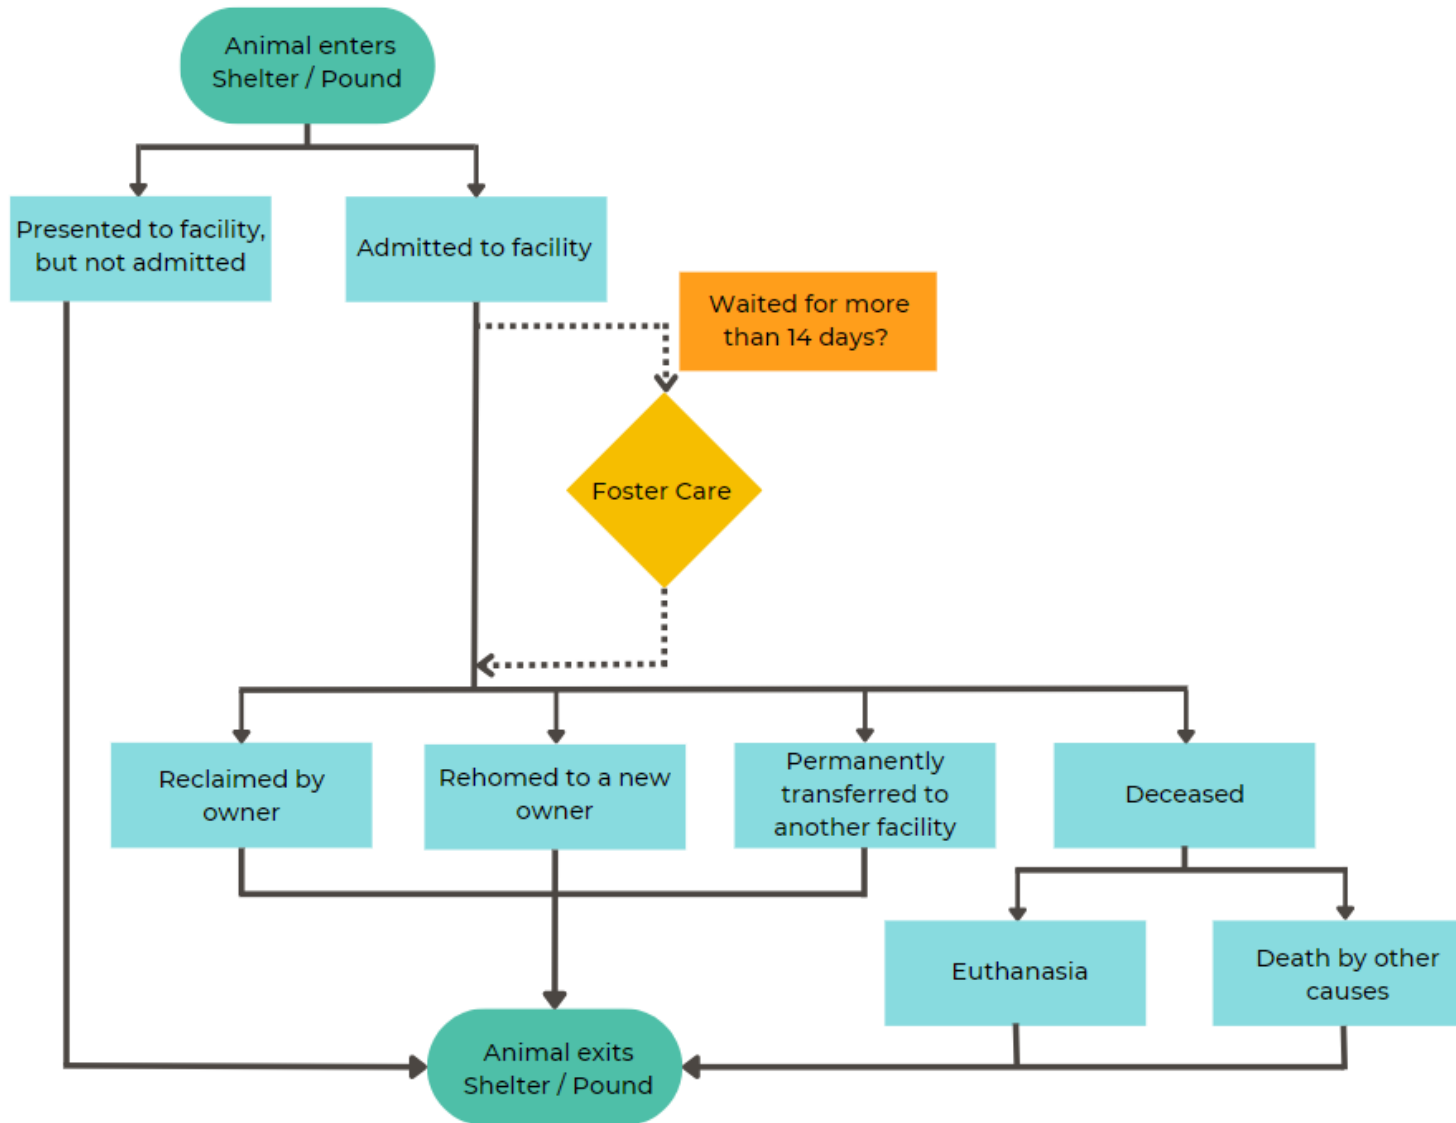 Animal enters
Shelter / Pound
Presented to facility,
but not admitted
Admitted to facility
Waited for more
than 14 days?
Foster Care
Reclaimed by
owner
Rehomed to a new
owner
Permanently
transferred to
another facility
Deceased
Euthanasia
Death by other
causes
Animal exits
Shelter / Pound